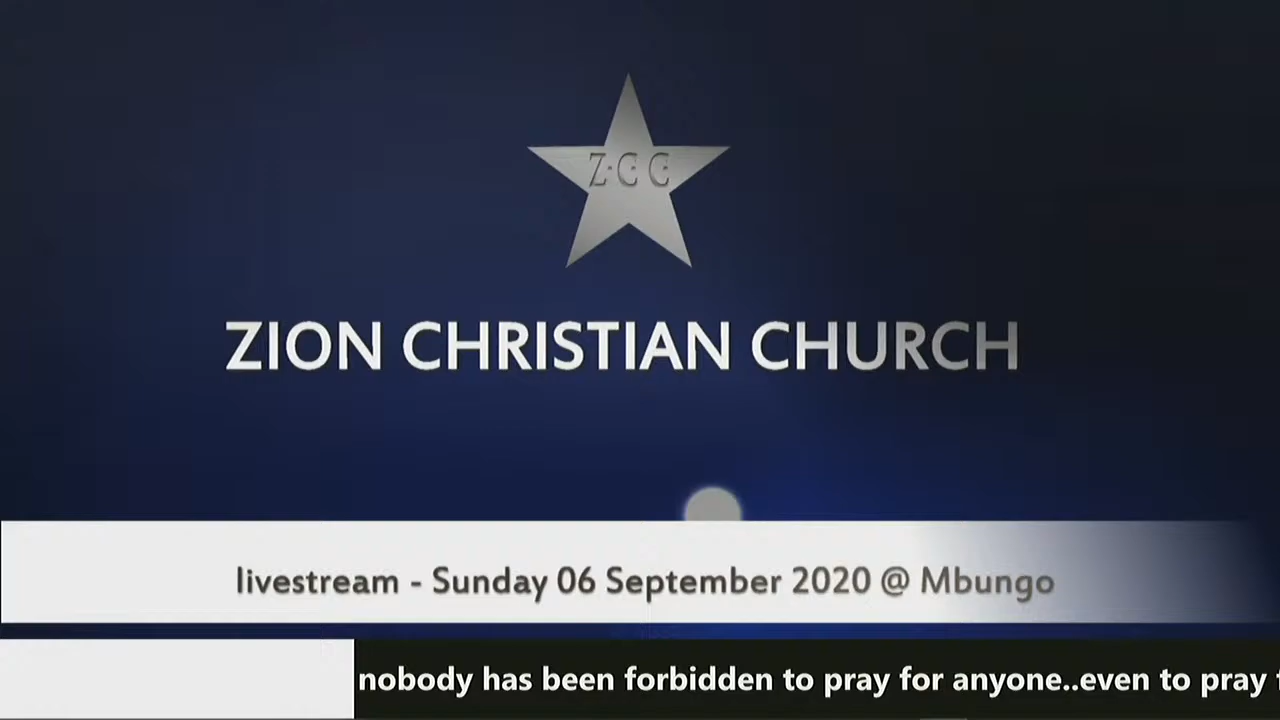 Z.C.C
ZION CHRISTIAN CHURCH
livestream - Sunday 06 September 2020 @ Mbungo
nobody has been forbidden to pray for anyone..even to pray